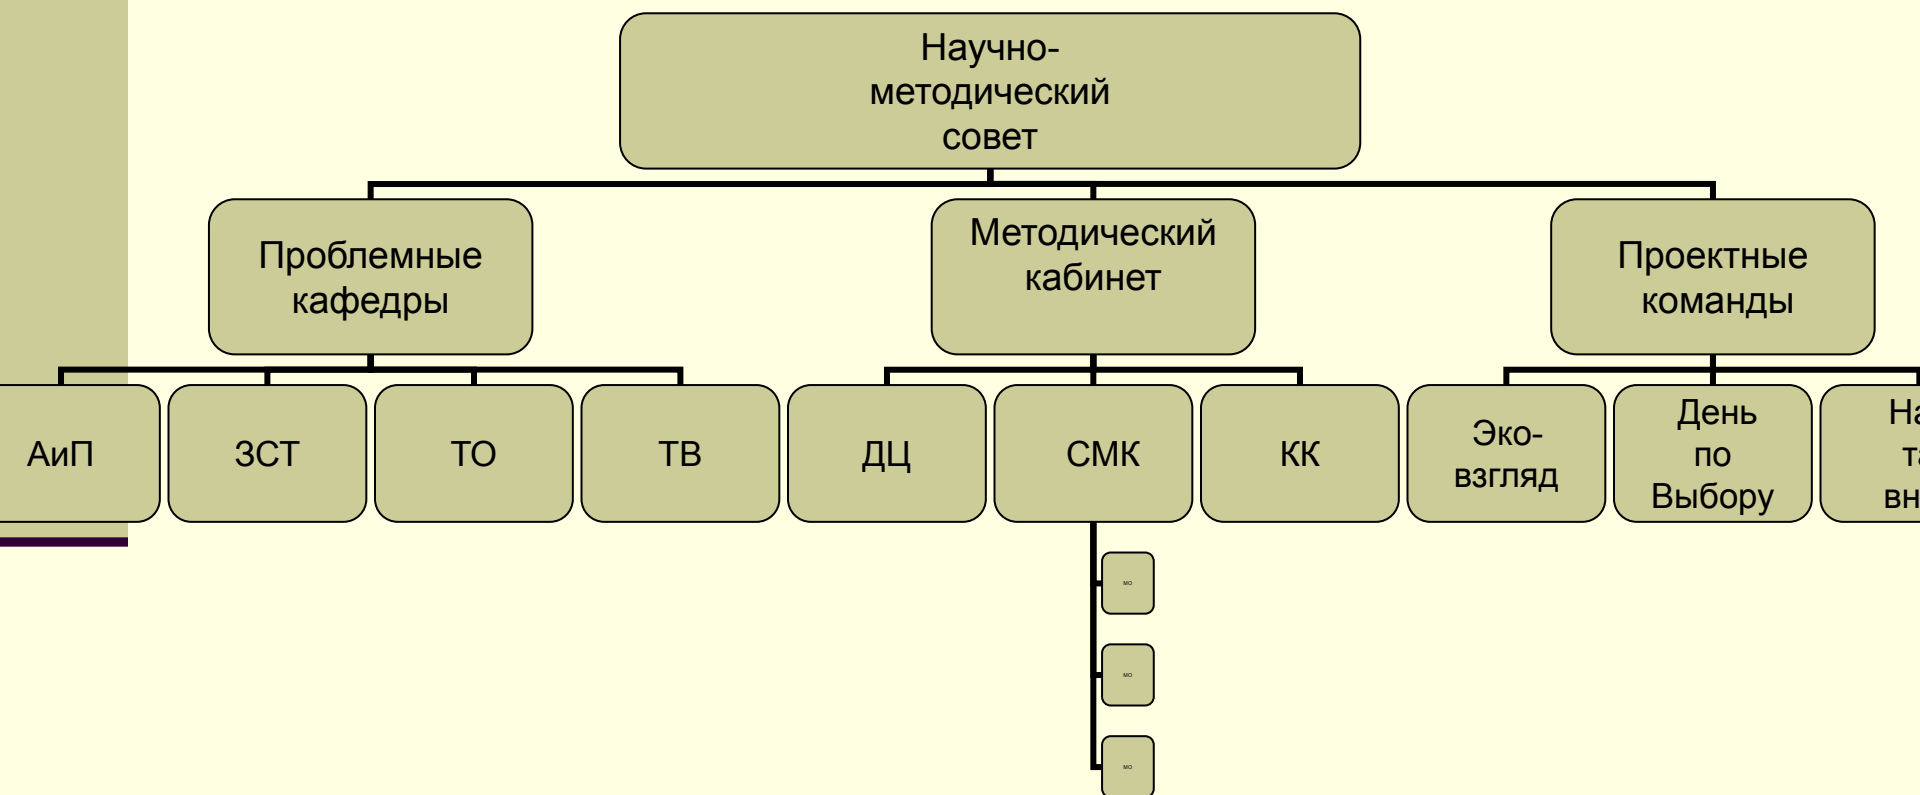 Научно-
методический
совет
Проблемные
кафедры
Методический
кабинет
Проектные
команды
АиП
ЗСТ
ТО
ТВ
ДЦ
СМК
КК
Эко-
взгляд
День
по
Выбору
мо
мо
мо